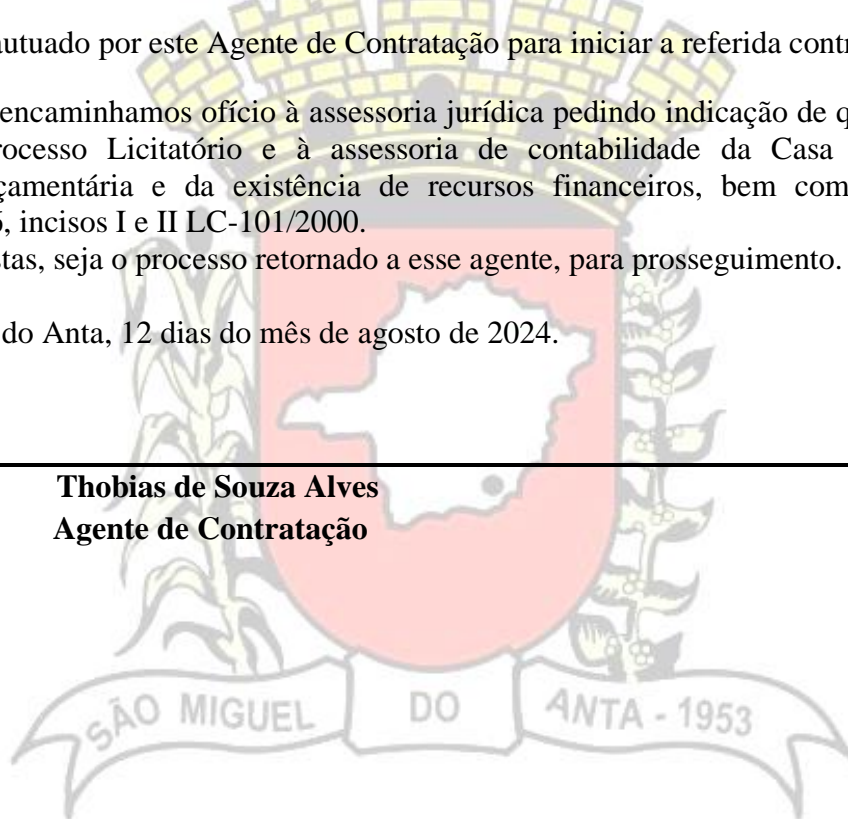 autuado por este Agente de Contratação para iniciar a referida contr
encaminhamos ofício à assessoria jurídica pedindo indicação de q
rocesso Licitatório e à assessoria de contabilidade da Casa
çamentária e da existência de recursos financeiros, bem com
, incisos I e II LC-101/2000.
stas, seja o processo retornado a esse agente, para prosseguimento.
do Anta, 12 dias do mês de agosto de 2024.
Thobias de Souza Alves
Agente de Contratação
SÃO MIGUEL DO ANTA - 1953